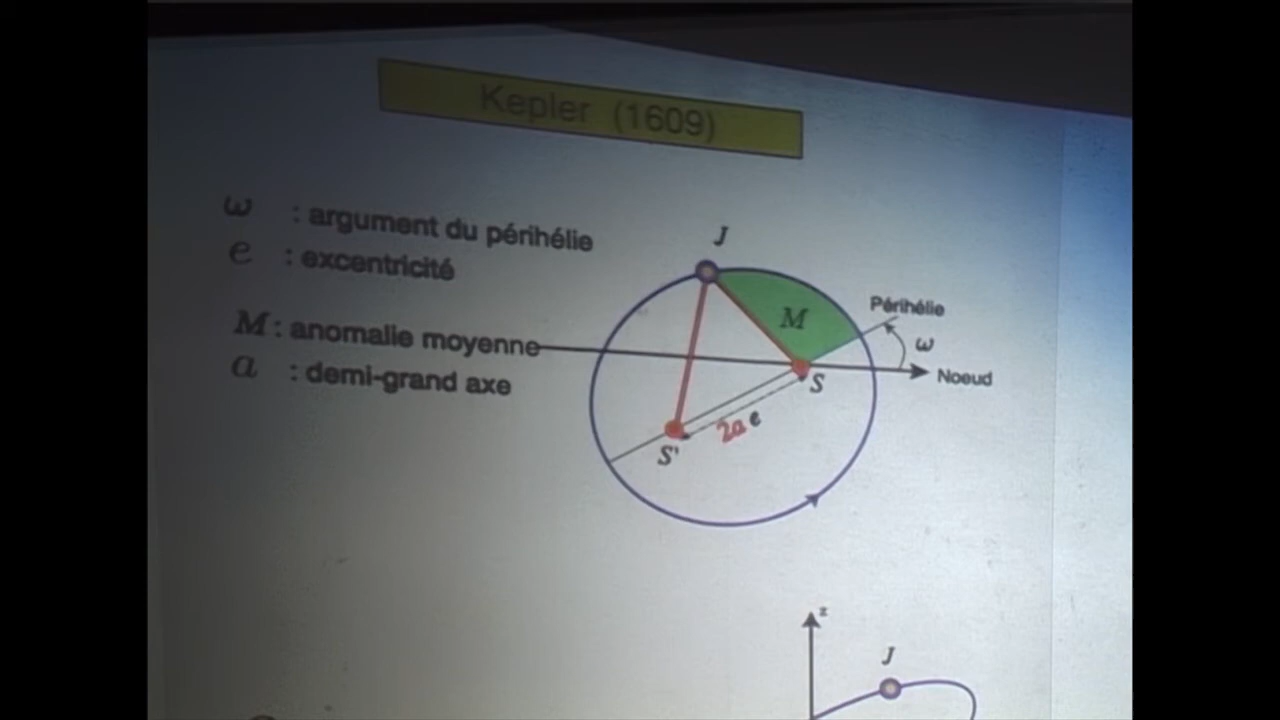 Kepler (1609)
ω : argument du périhélie
e : excentricité
M : anomalie moyenne
a : demi-grand axe
J
M
Périhélie
ω
Noeud
S
2a e
S'
z
J